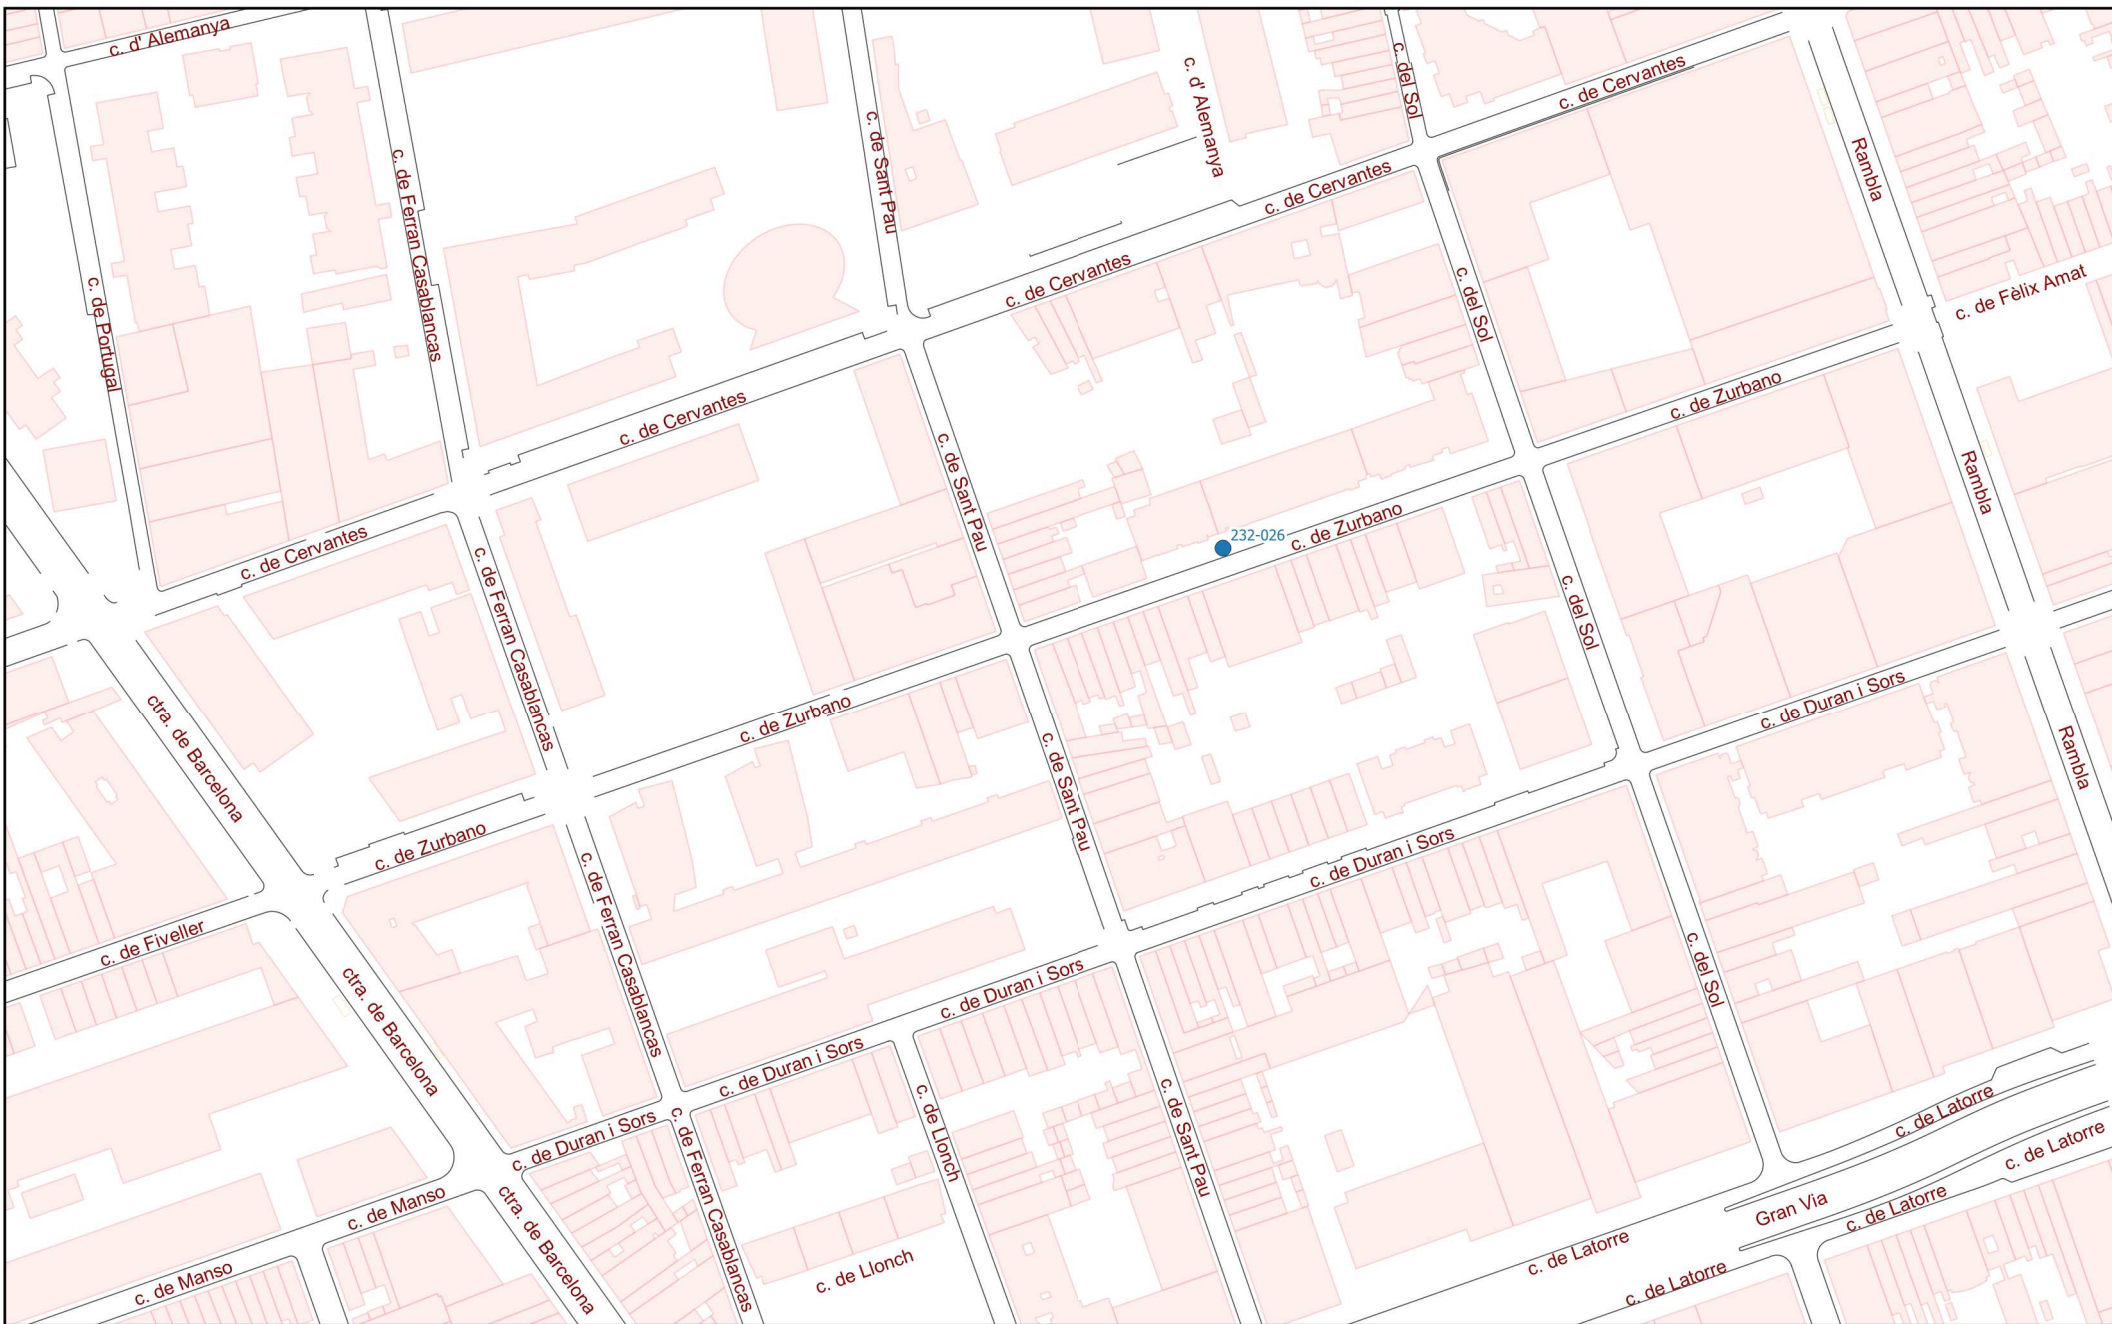 c. d' Alemanya
c. de Portugal
c. de Ferran Casablancas
c. de Sant Pau
c. d' Alemanya
c. del Sol
c. de Cervantes
Rambla
c. de Cervantes
c. de Cervantes
c. de Fèlix Amat
c. del Sol
c. de Zurbano
c. de Cervantes
c. de Sant Pau
Rambla
232-026
c. de Zurbano
c. de Cervantes
c. de Ferran Casablancas
c. del Sol
c. de Zurbano
c. de Duran i Sors
ctra. de Barcelona
c. de Sant Pau
Rambla
c. de Zurbano
c. de Duran i Sors
c. de Ferran Casablancas
c. de Fiveller
ctra. de Barcelona
c. de Duran i Sors
c. del Sol
c. de Duran i Sors
c. de Llonch
c. de Sant Pau
c. de Latorre
c. de Duran i Sors
c. de Ferran Casablancas
c. de Latorre
c. de Manso
ctra. de Barcelona
Gran Via
c. de Latorre
c. de Latorre
c. de Manso
c. de Llonch
c. de Latorre